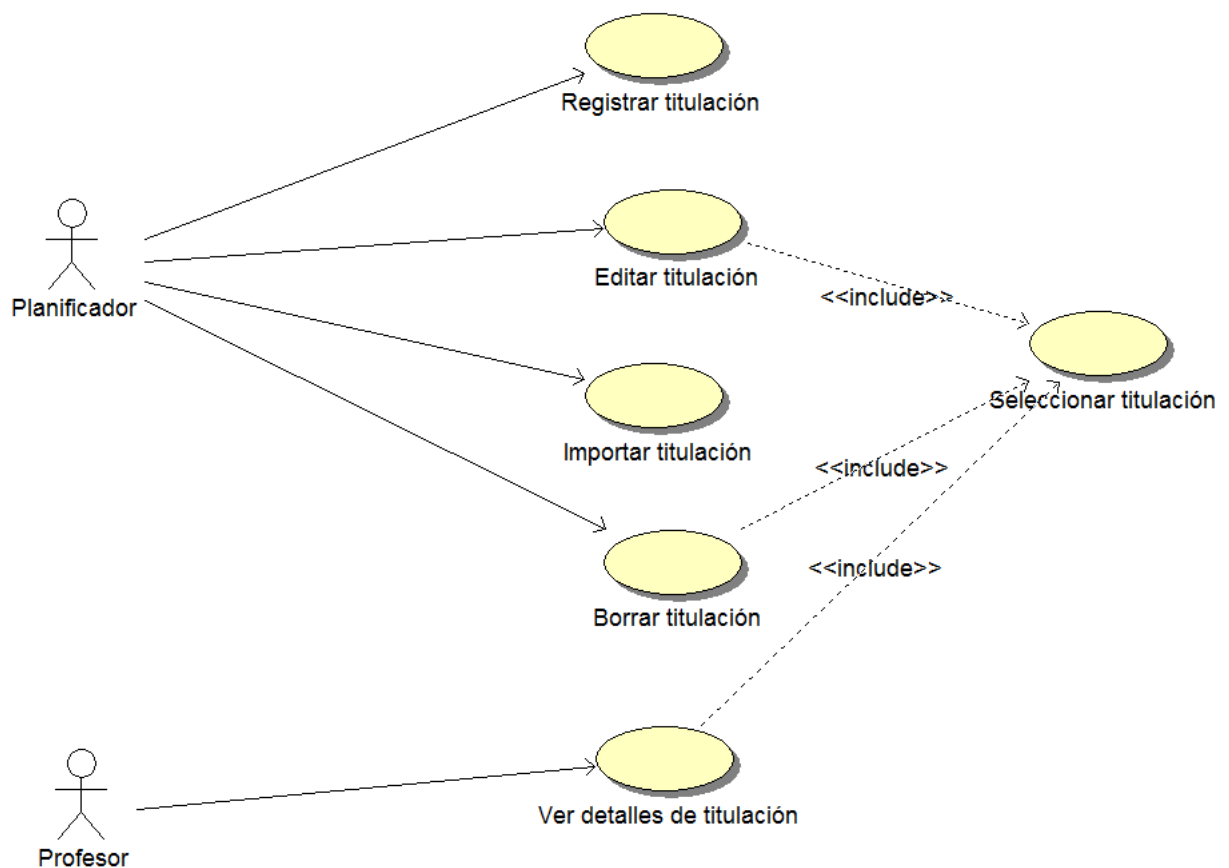 Registrar titulación
Editar titulación
Planificador
<<include>>
Seleccionar titulación
Importar titulación
<<include>>
<<include>>
Borrar titulación
Ver detalles de titulación
Profesor